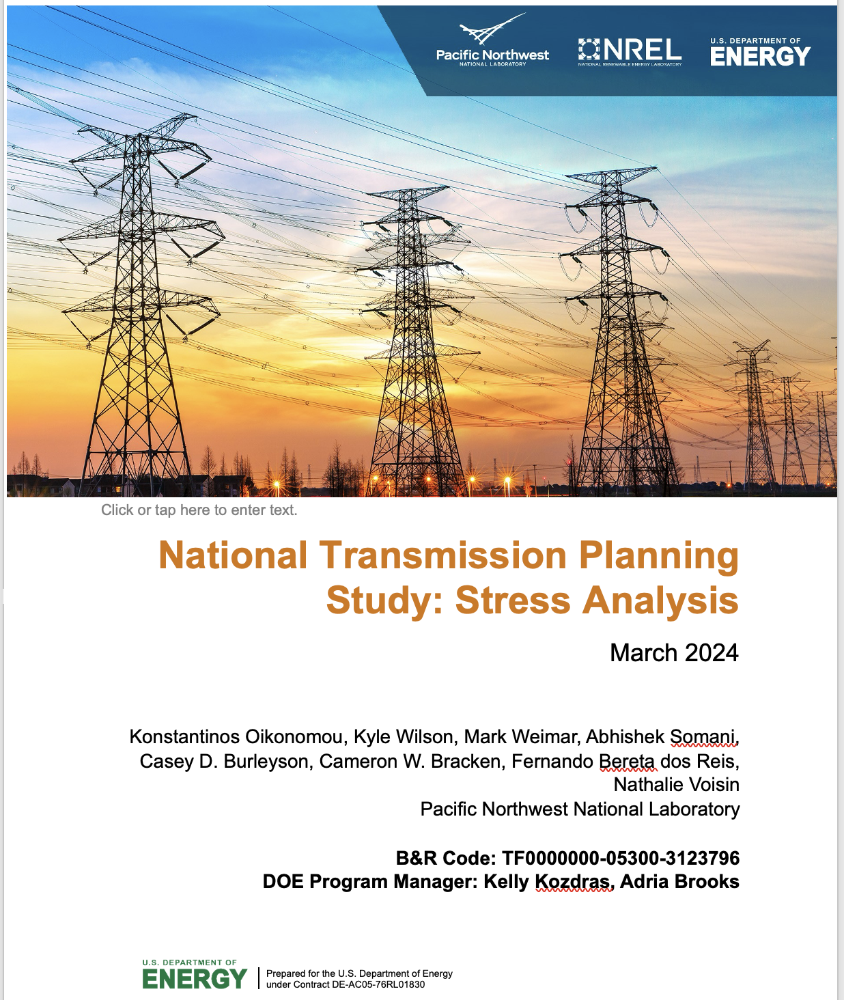 Pacific Northwest
NATIONAL LABORATORY
NREL
NATIONAL RENEWABLE ENERGY LABORATORY
U.S. DEPARTMENT OF
ENERGY
Click or tap here to enter text.
National Transmission Planning
Study: Stress Analysis
March 2024
Konstantinos Oikonomou, Kyle Wilson, Mark Weimar, Abhishek Somani,
Casey D. Burleyson, Cameron W. Bracken, Fernando Bereta dos Reis,
Nathalie Voisin
Pacific Northwest National Laboratory
B&R Code: TF0000000-05300-3123796
DOE Program Manager: Kelly Kozdras, Adria Brooks
U.S. DEPARTMENT OF
ENERGY
Prepared for the U.S. Department of Energy
under Contract DE-AC05-76RL01830